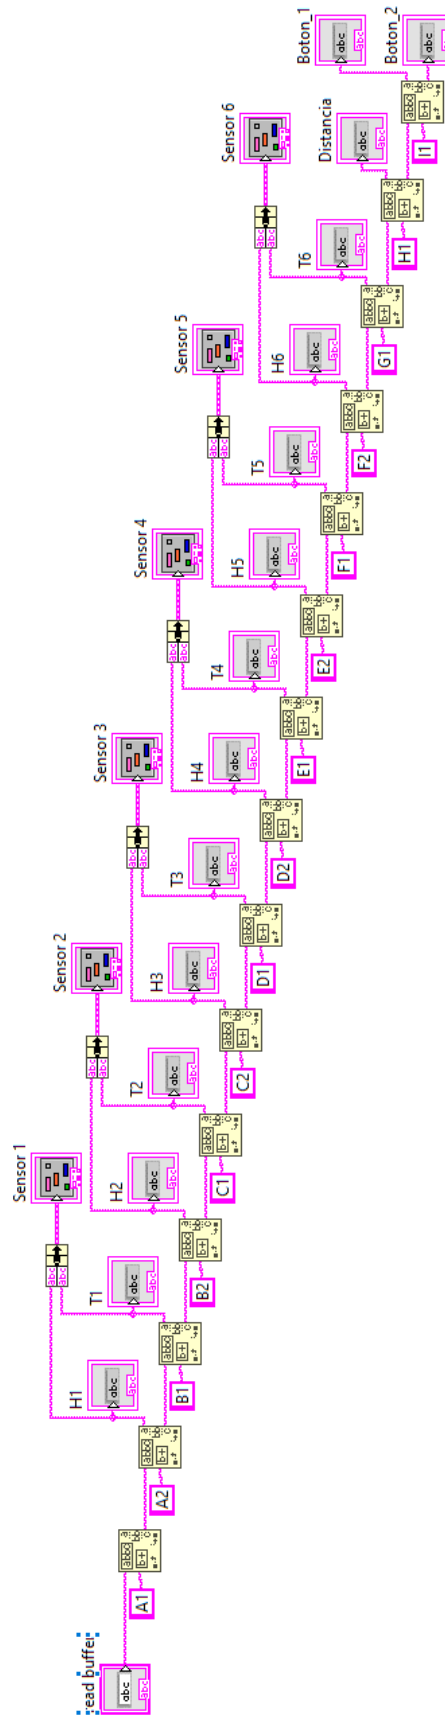 read buffer
A1
A2
H1
Sensor 1
B1
T1
B2
H2
Sensor 2
C1
T2
C2
H3
Sensor 3
D1
T3
D2
H4
Sensor 4
E1
T4
E2
H5
Sensor 5
F1
T5
F2
H6
Sensor 6
G1
T6
H1
Distancia
I1
Boton_1
Boton_2